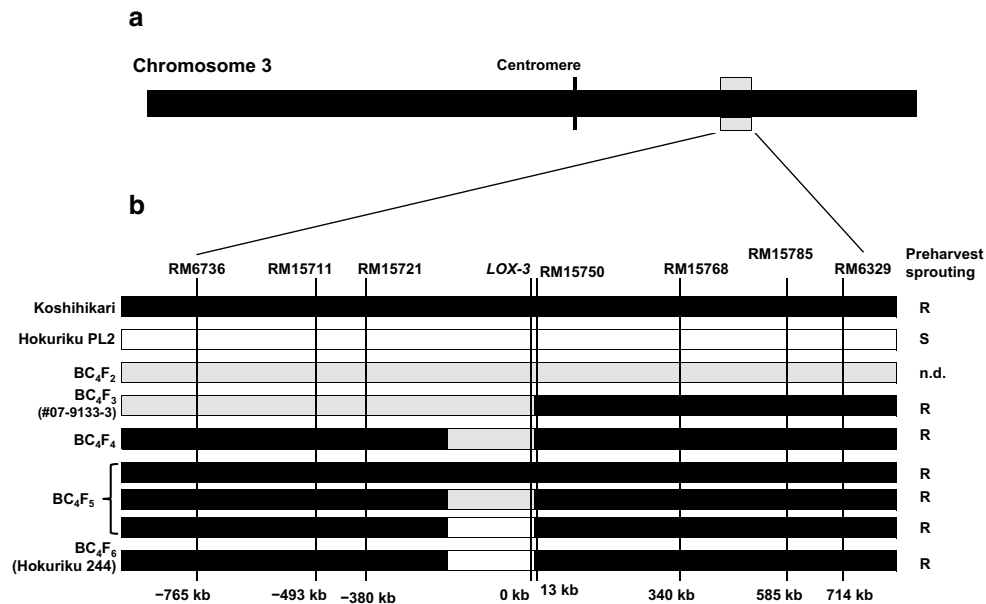 a
Chromosome 3
Centromere
b
RM6736 RM15711 RM15721 LOX-3 RM15750 RM15768 RM15785 RM6329
Preharvest
sprouting
Koshihikari R
Hokuriku PL2 S
BC₄F₂ n.d.
BC₄F₃
(#07-9133-3) R
BC₄F₄ R
R
BC₄F₅ R
R
BC₄F₆
(Hokuriku 244) R
−765 kb −493 kb −380 kb 0 kb 13 kb 340 kb 585 kb 714 kb